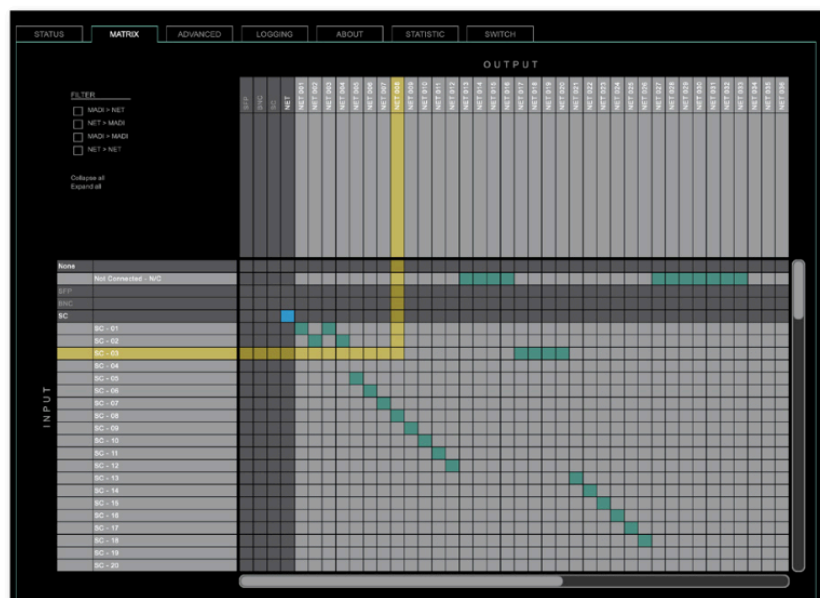 STATUS MATRIX ADVANCED LOGGING ABOUT STATISTIC SWITCH
OUTPUT
FILTER
MADI > NET
NET > MADI
MADI > MADI
NET > NET
Collapse all
Expand all
SFP
BNC
SC
NET
NET 001
NET 002
NET 003
NET 004
NET 005
NET 006
NET 007
NET 008
NET 009
NET 010
NET 011
NET 012
NET 013
NET 014
NET 015
NET 016
NET 017
NET 018
NET 019
NET 020
NET 021
NET 022
NET 023
NET 024
NET 025
NET 026
NET 027
NET 028
NET 029
NET 030
NET 031
NET 032
NET 033
NET 034
NET 035
NET 036
INPUT
None
Not Connected - N/C
SFP
BNC
SC
SC - 01
SC - 02
SC - 03
SC - 04
SC - 05
SC - 06
SC - 07
SC - 08
SC - 09
SC - 10
SC - 11
SC - 12
SC - 13
SC - 14
SC - 15
SC - 16
SC - 17
SC - 18
SC - 19
SC - 20